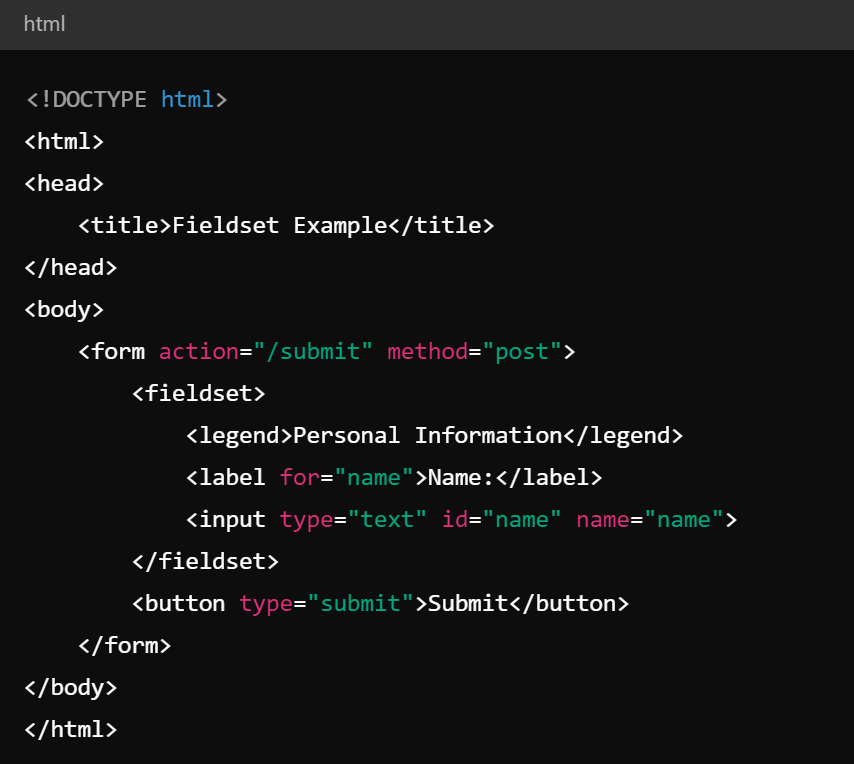 html
<!DOCTYPE html>
<html>
<head>
    <title>Fieldset Example</title>
</head>
<body>
    <form action="/submit" method="post">
        <fieldset>
            <legend>Personal Information</legend>
            <label for="name">Name:</label>
            <input type="text" id="name" name="name">
        </fieldset>
        <button type="submit">Submit</button>
    </form>
</body>
</html>